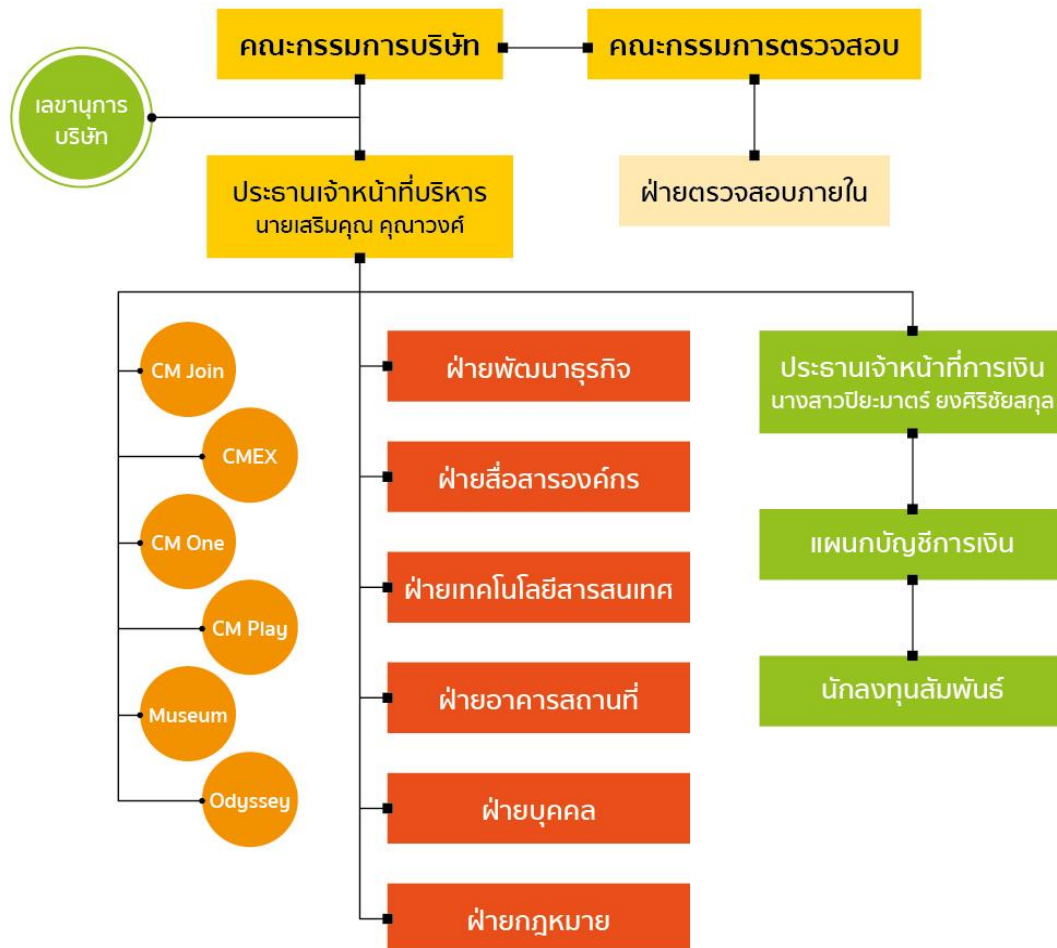 คณะกรรมการบริษัท
คณะกรรมการตรวจสอบ
เลขานุการ
บริษัท
ประธานเจ้าหน้าที่บริหาร
นายเสริมคุณ คุณาวงศ์
ฝ่ายตรวจสอบภายใน
CM Join
CMEX
CM One
CM Play
Museum
Odyssey
ฝ่ายพัฒนาธุรกิจ
ฝ่ายสื่อสารองค์กร
ฝ่ายเทคโนโลยีสารสนเทศ
ฝ่ายอาคารสถานที่
ฝ่ายบุคคล
ฝ่ายกฎหมาย
ประธานเจ้าหน้าที่การเงิน
นางสาวปิยะมาตร์ ยงศิริชัยสกุล
แผนกบัญชีการเงิน
นักลงทุนสัมพันธ์